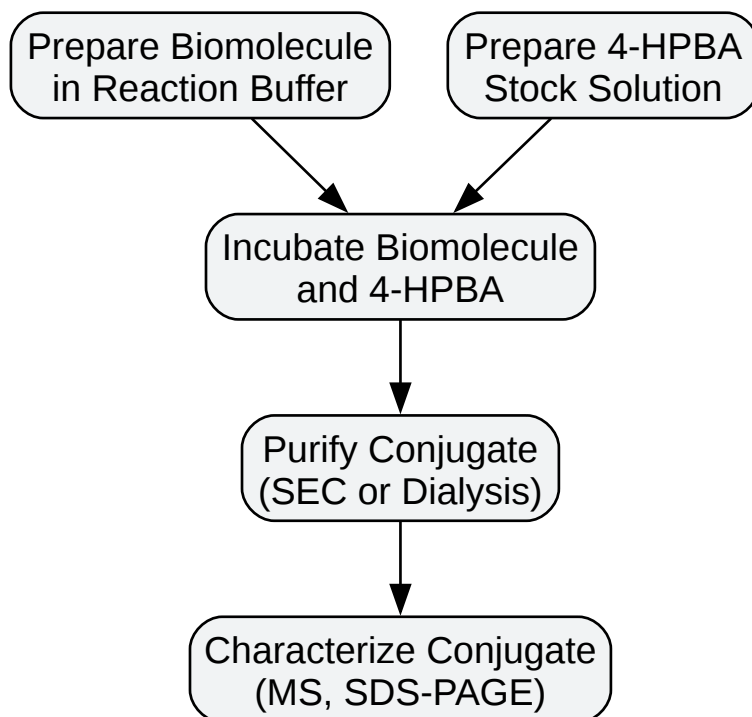 Prepare Biomolecule
in Reaction Buffer
Prepare 4-HPBA
Stock Solution
Incubate Biomolecule
and 4-HPBA
Purify Conjugate
(SEC or Dialysis)
Characterize Conjugate
(MS, SDS-PAGE)